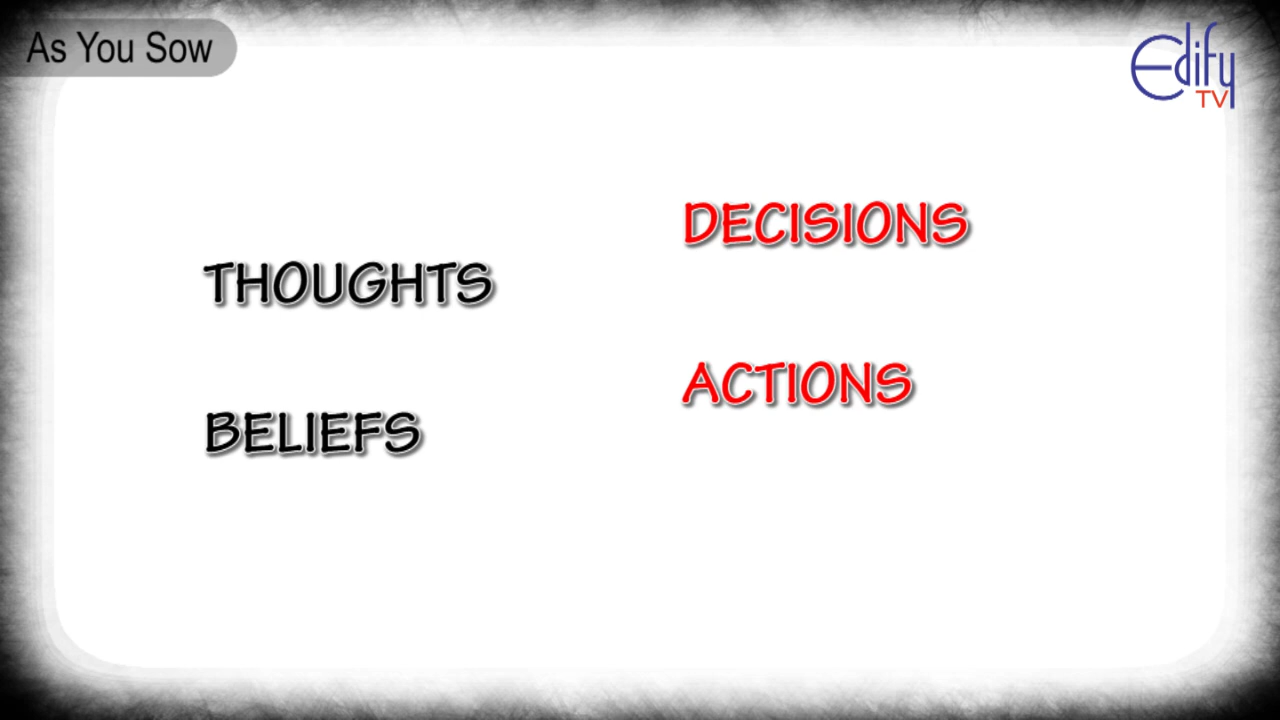 As You Sow
Edify
TV
DECISIONS
THOUGHTS
ACTIONS
BELIEFS